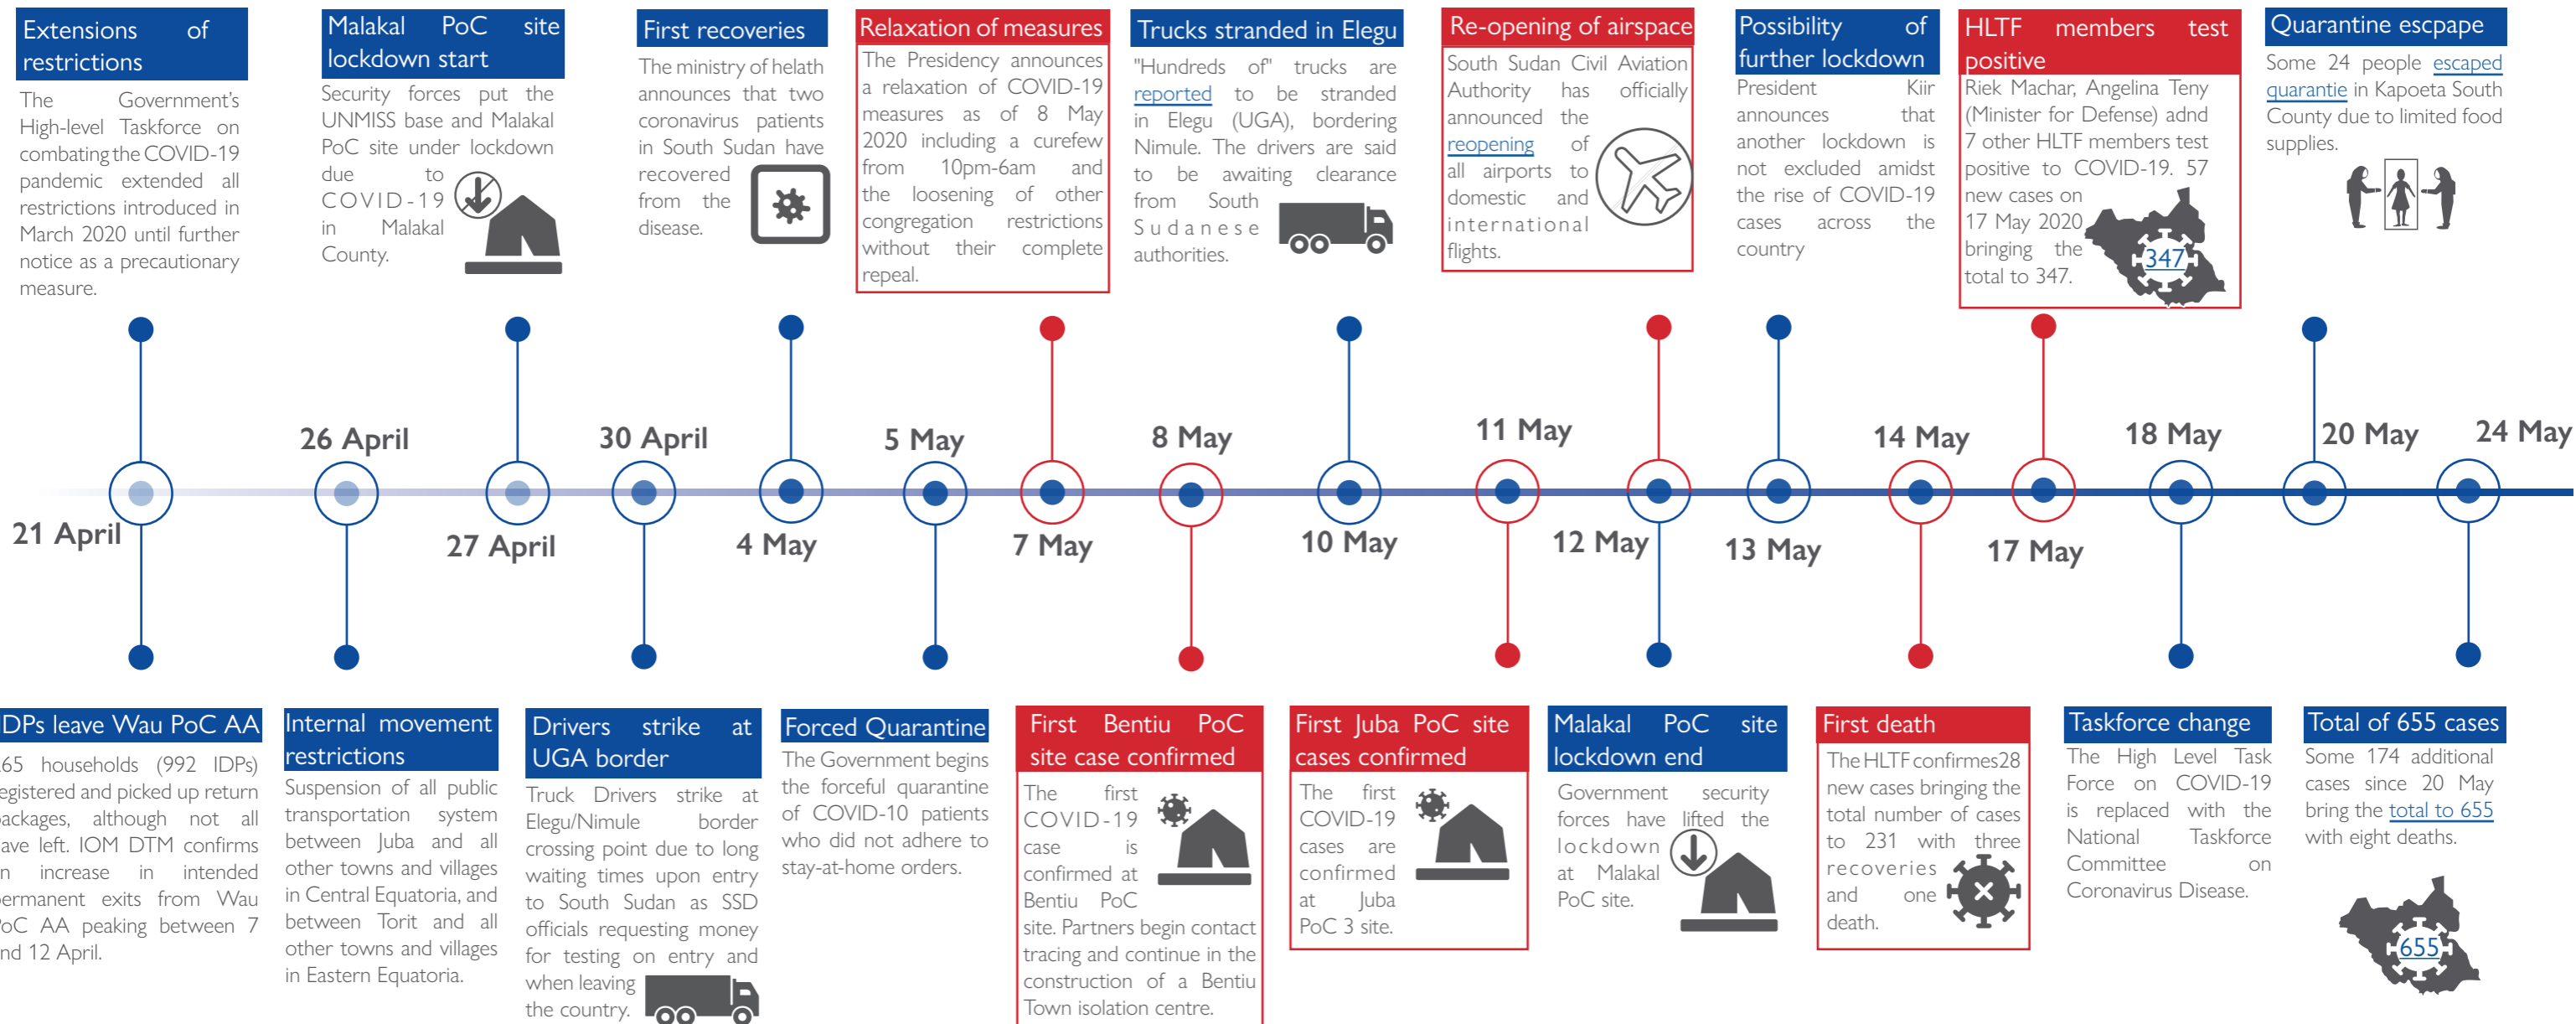 Extensions of
restrictions
The Government's
High-level Taskforce on
combating the COVID-19
pandemic extended all
restrictions introduced in
March 2020 until further
notice as a precautionary
measure.
Malakal PoC site
lockdown start
Security forces put the
UNMISS base and Malakal
PoC site under lockdown
due to
COVID-19
in Malakal
County.
First recoveries
The ministry of helath
announces that two
coronavirus patients
in South Sudan have
recovered
from the
disease.
Relaxation of measures
The Presidency announces
a relaxation of COVID-19
measures as of 8 May
2020 including a curefew
from 10pm-6am and
the loosening of other
congregation restrictions
without their complete
repeal.
Trucks stranded in Elegu
"Hundreds of" trucks are
reported to be stranded
in Elegu (UGA), bordering
Nimule. The drivers are said
to be awaiting clearance
from South
Sudanese
authorities.
Re-opening of airspace
South Sudan Civil Aviation
Authority has officially
announced the
reopening of
all airports to
domestic and
international
flights.
Possibility of
further lockdown
President Kiir
announces that
another lockdown is
not excluded amidst
the rise of COVID-19
cases across the
country
HLTF members test
positive
Riek Machar, Angelina Teny
(Minister for Defense) adnd
7 other HLTF members test
positive to COVID-19. 57
new cases on
17 May 2020
bringing the
total to 347.
347
Quarantine escpape
Some 24 people escaped
quarantie in Kapoeta South
County due to limited food
supplies.
21 April
26 April
27 April
30 April
4 May
5 May
7 May
8 May
10 May
11 May
12 May
13 May
14 May
17 May
18 May
20 May
24 May
DPs leave Wau PoC AA
65 households (992 IDPs)
egistered and picked up return
ackages, although not all
ave left. IOM DTM confirms
n increase in intended
ermanent exits from Wau
oC AA peaking between 7
nd 12 April.
Internal movement
restrictions
Suspension of all public
transportation system
between Juba and all
other towns and villages
in Central Equatoria, and
between Torit and all
other towns and villages
in Eastern Equatoria.
Drivers strike at
UGA border
Truck Drivers strike at
Elegu/Nimule border
crossing point due to long
waiting times upon entry
to South Sudan as SSD
officials requesting money
for testing on entry and
when leaving
the country.
Forced Quarantine
The Government begins
the forceful quarantine
of COVID-10 patients
who did not adhere to
stay-at-home orders.
First Bentiu PoC
site case confirmed
The first
COVID-19
case is
confirmed at
Bentiu PoC
site. Partners begin contact
tracing and continue in the
construction of a Bentiu
Town isolation centre.
First Juba PoC site
cases confirmed
The first
COVID-19
cases are
confirmed
at Juba
PoC 3 site.
Malakal PoC site
lockdown end
Government security
forces have lifted the
lockdown
at Malakal
PoC site.
First death
The HLTF confirmes28
new cases bringing the
total number of cases
to 231 with three
recoveries
and one
death.
Taskforce change
The High Level Task
Force on COVID-19
is replaced with the
National Taskforce
Committee on
Coronavirus Disease.
Total of 655 cases
Some 174 additional
cases since 20 May
bring the total to 655
with eight deaths.
655